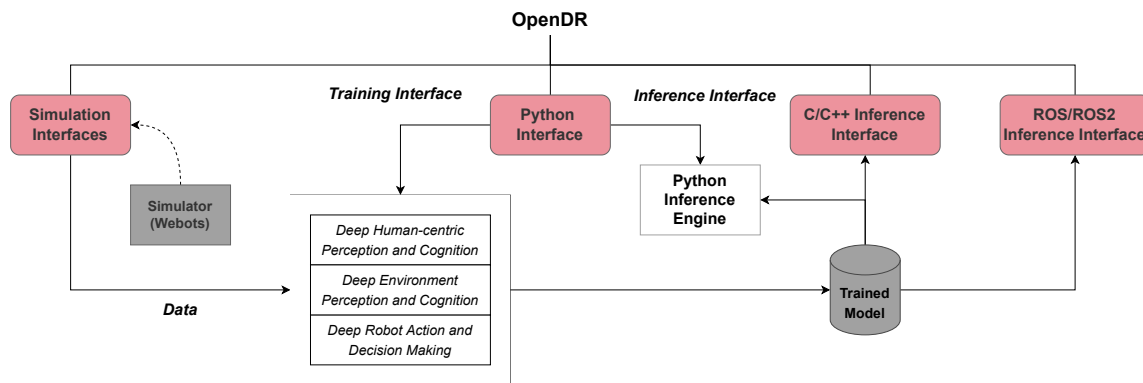 OpenDR
Training Interface
Inference Interface
Simulation
Interfaces
Python
Interface
C/C++ Inference
Interface
ROS/ROS2
Inference Interface
Simulator
(Webots)
Python
Inference
Engine
Deep Human-centric
Perception and Cognition
Deep Environment
Perception and Cognition
Deep Robot Action and
Decision Making
Data
Trained
Model